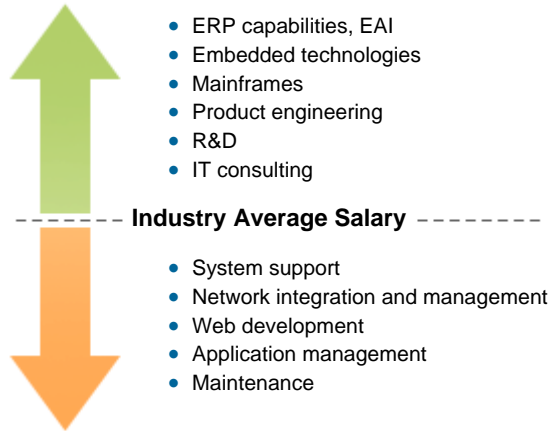 • ERP capabilities, EAI
• Embedded technologies
• Mainframes
• Product engineering
• R&D
• IT consulting
Industry Average Salary
• System support
• Network integration and management
• Web development
• Application management
• Maintenance